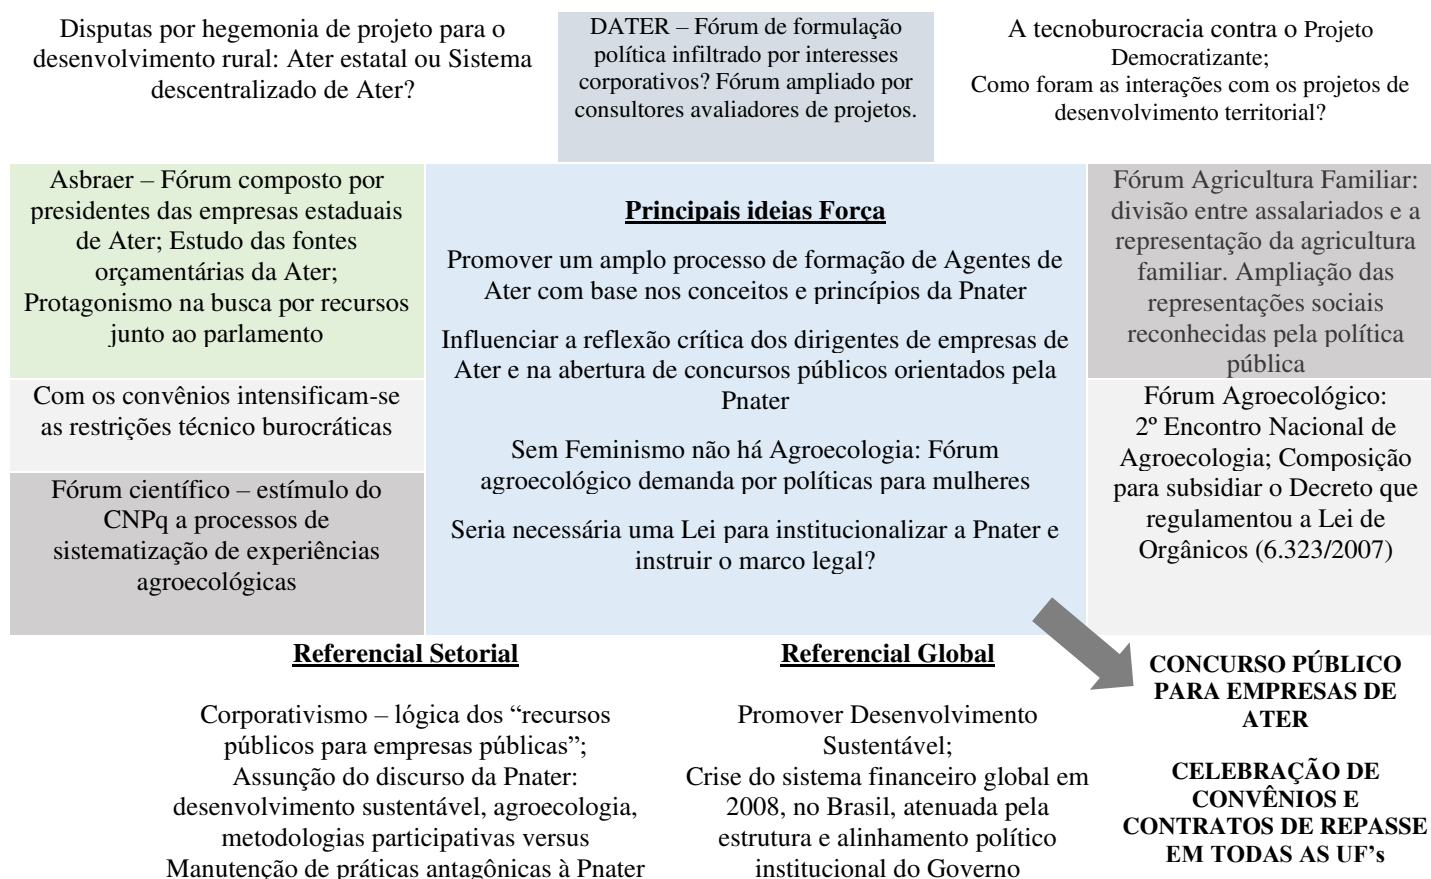 Disputas por hegemonia de projeto para o
desenvolvimento rural: Ater estatal ou Sistema
descentralizado de Ater?
DATER – Fórum de formulação
política infiltrado por interesses
corporativos? Fórum ampliado por
consultores avaliadores de projetos.
A tecnoburocracia contra o Projeto
Democratizante;
Como foram as interações com os projetos de
desenvolvimento territorial?
Asbraer – Fórum composto por
presidentes das empresas estaduais
de Ater; Estudo das fontes
orçamentárias da Ater;
Protagonismo na busca por recursos
junto ao parlamento
Com os convênios intensificam-se
as restrições técnico burocráticas
Fórum científico – estímulo do
CNPq a processos de
sistematização de experiências
agroecológicas
Principais ideias Força
Promover um amplo processo de formação de Agentes de
Ater com base nos conceitos e princípios da Pnater
Influenciar a reflexão crítica dos dirigentes de empresas de
Ater e na abertura de concursos públicos orientados pela
Pnater
Sem Feminismo não há Agroecologia: Fórum
agroecológico demanda por políticas para mulheres
Seria necessária uma Lei para institucionalizar a Pnater e
instruir o marco legal?
Fórum Agricultura Familiar:
divisão entre assalariados e a
representação da agricultura
familiar. Ampliação das
representações sociais
reconhecidas pela política
pública
Fórum Agroecológico:
2º Encontro Nacional de
Agroecologia; Composição
para subsidiar o Decreto que
regulamentou a Lei de
Orgânicos (6.323/2007)
Referencial Setorial
Corporativismo – lógica dos “recursos
públicos para empresas públicas”;
Assunção do discurso da Pnater:
desenvolvimento sustentável, agroecologia,
metodologias participativas versus
Manutenção de práticas antagônicas à Pnater
Referencial Global
Promover Desenvolvimento
Sustentável;
Crise do sistema financeiro global em
2008, no Brasil, atenuada pela
estrutura e alinhamento político
institucional do Governo
CONCURSO PÚBLICO
PARA EMPRESAS DE
ATER
CELEBRAÇÃO DE
CONVÊNIOS E
CONTRATOS DE REPASSE
EM TODAS AS UF's